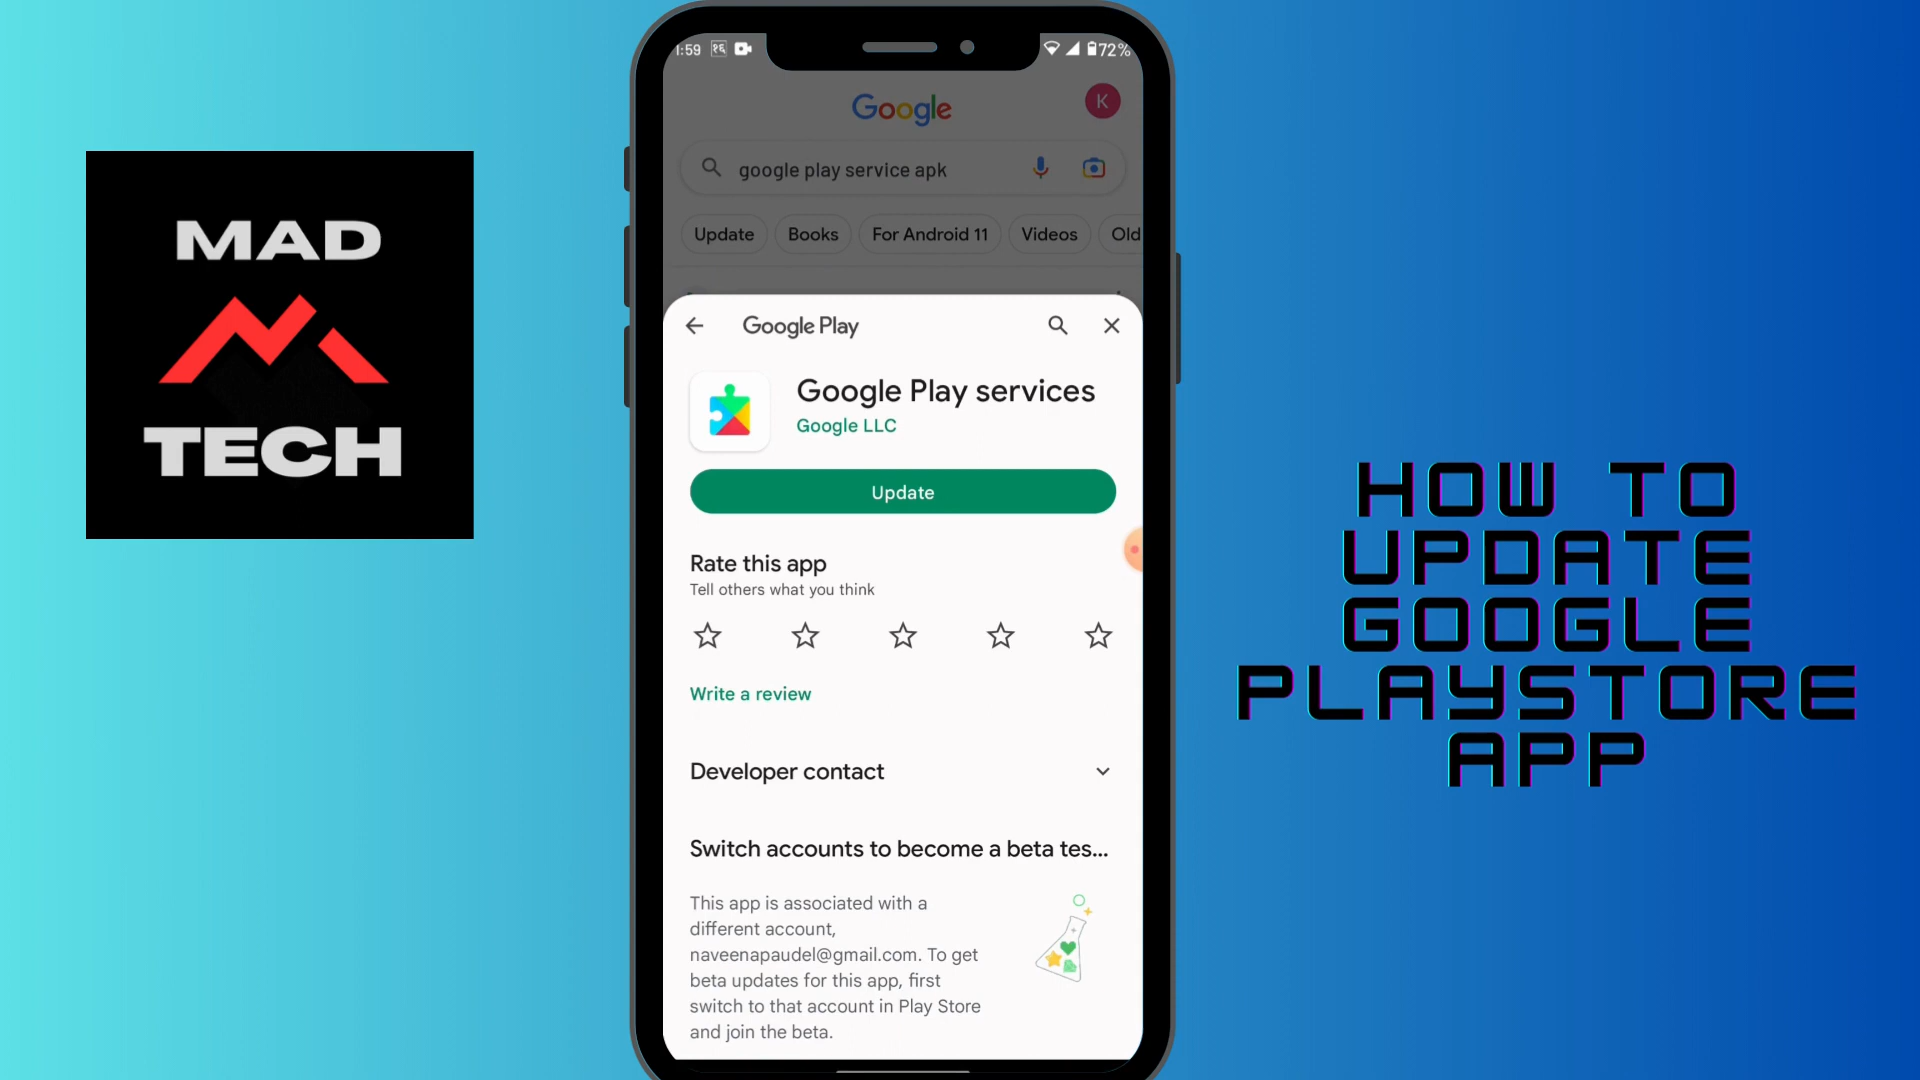 MAD
TECH
1:59
72%
Google
K
google play service apk
Update
Books
For Android 11
Videos
Old
Google Play
Google Play services
Google LLC
Update
Rate this app
Tell others what you think
Write a review
Developer contact
Switch accounts to become a beta tes...
This app is associated with a
different account,
naveenapaudel@gmail.com. To get
beta updates for this app, first
switch to that account in Play Store
and join the beta.
HOW TO
UPDATE
GOOGLE
PLAYSTORE
APP